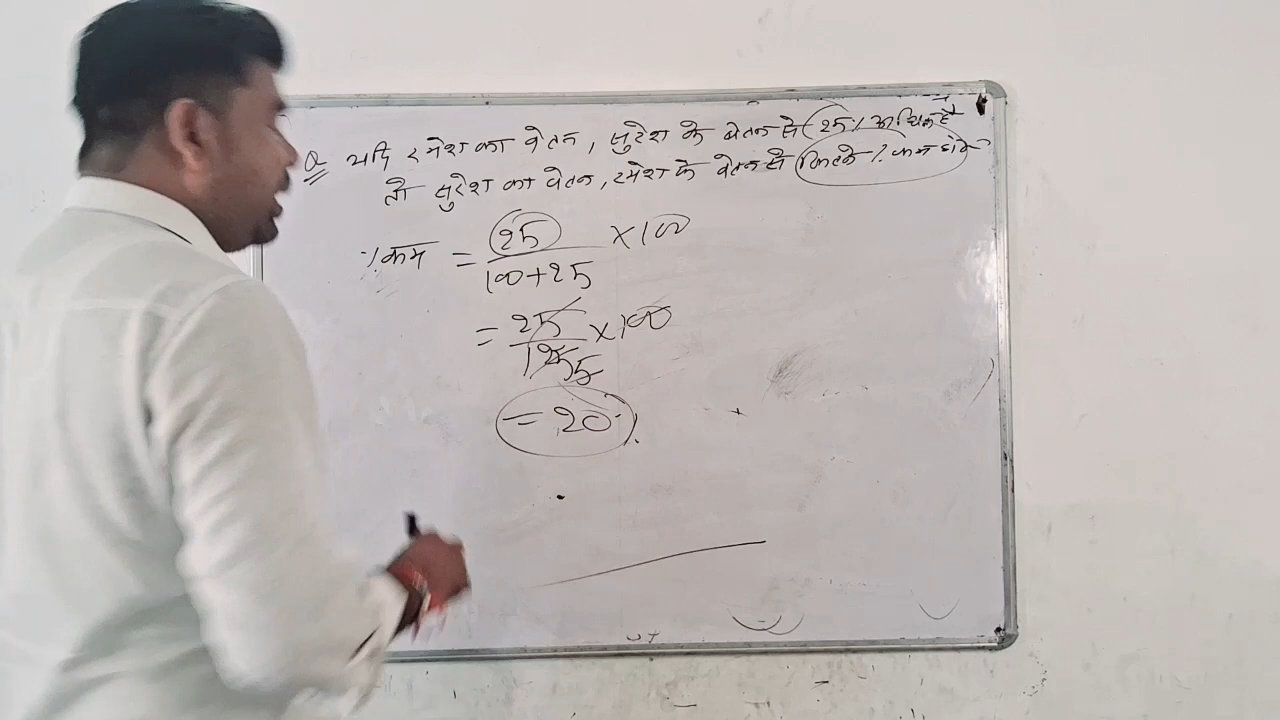 Q यदि रमेश का वेतन, सुरेश के वेतन से 25% अधिक है
तो सुरेश का वेतन, रमेश के वेतन से कितने % कम होगे
% कम = 25/100+25 ×100
= 25/125 ×100
5
= 20%